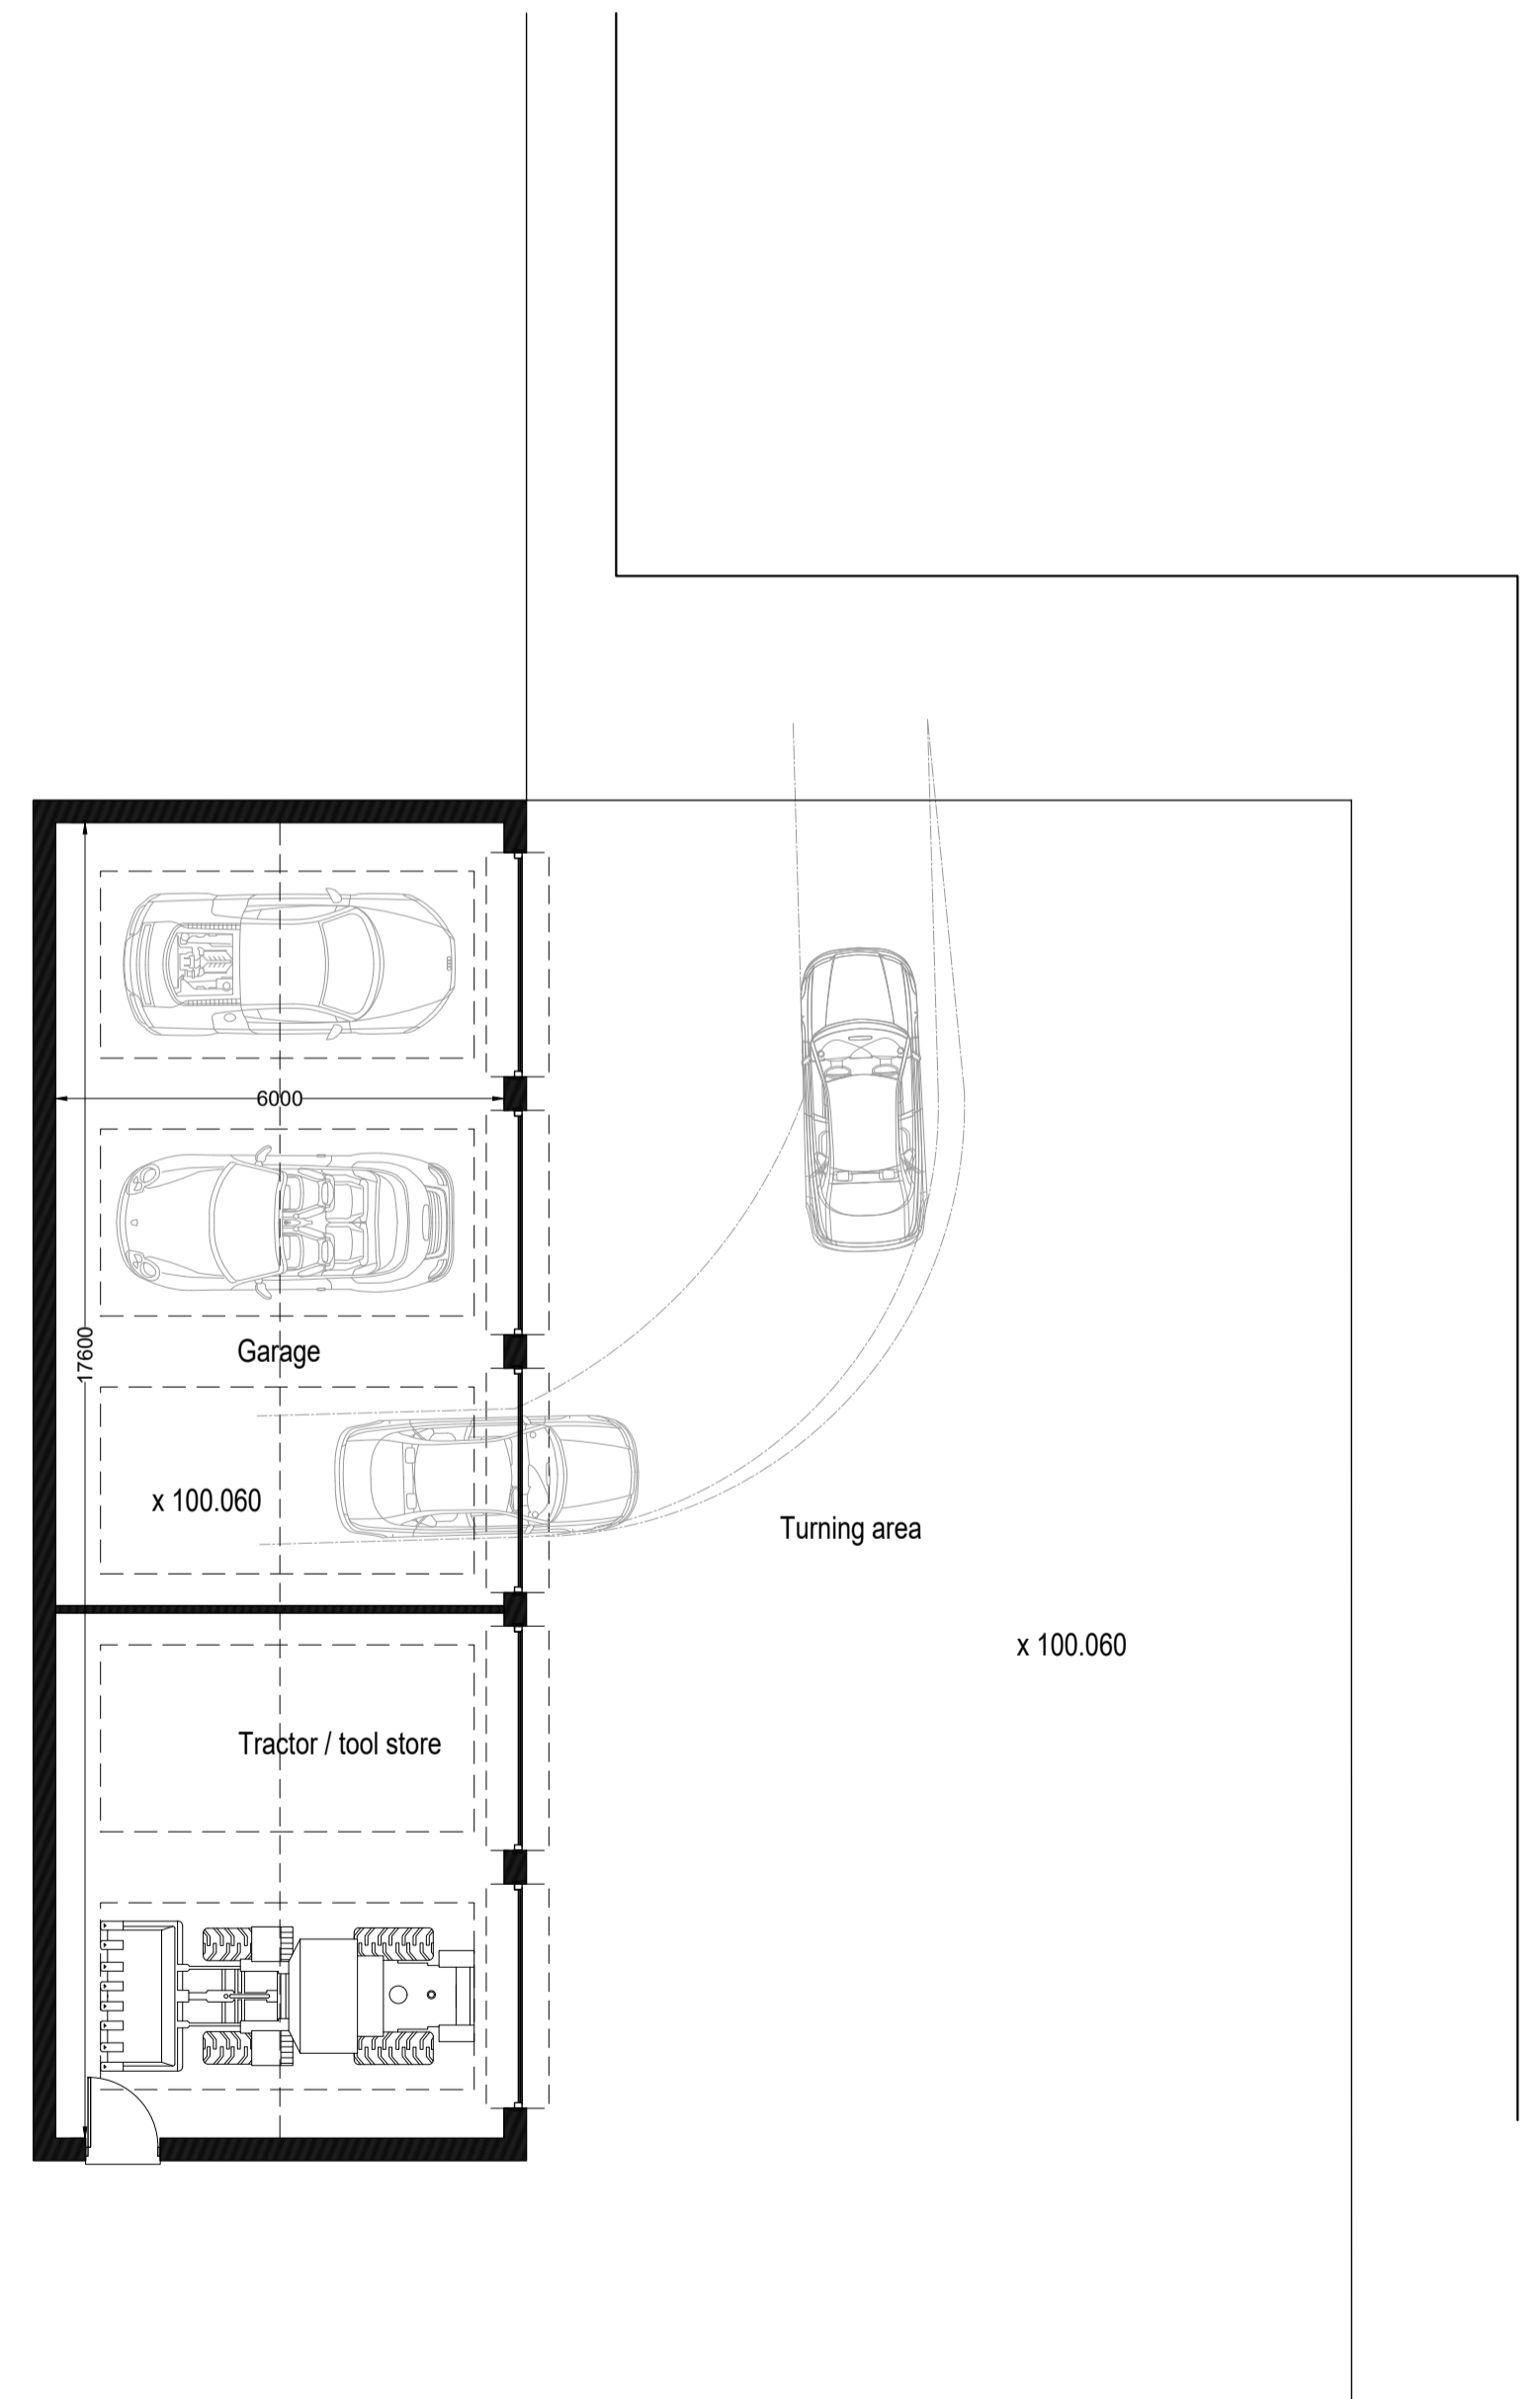 6000
Garage
17600
x 100.060
Turning area
x 100.060
Tractor / tool store